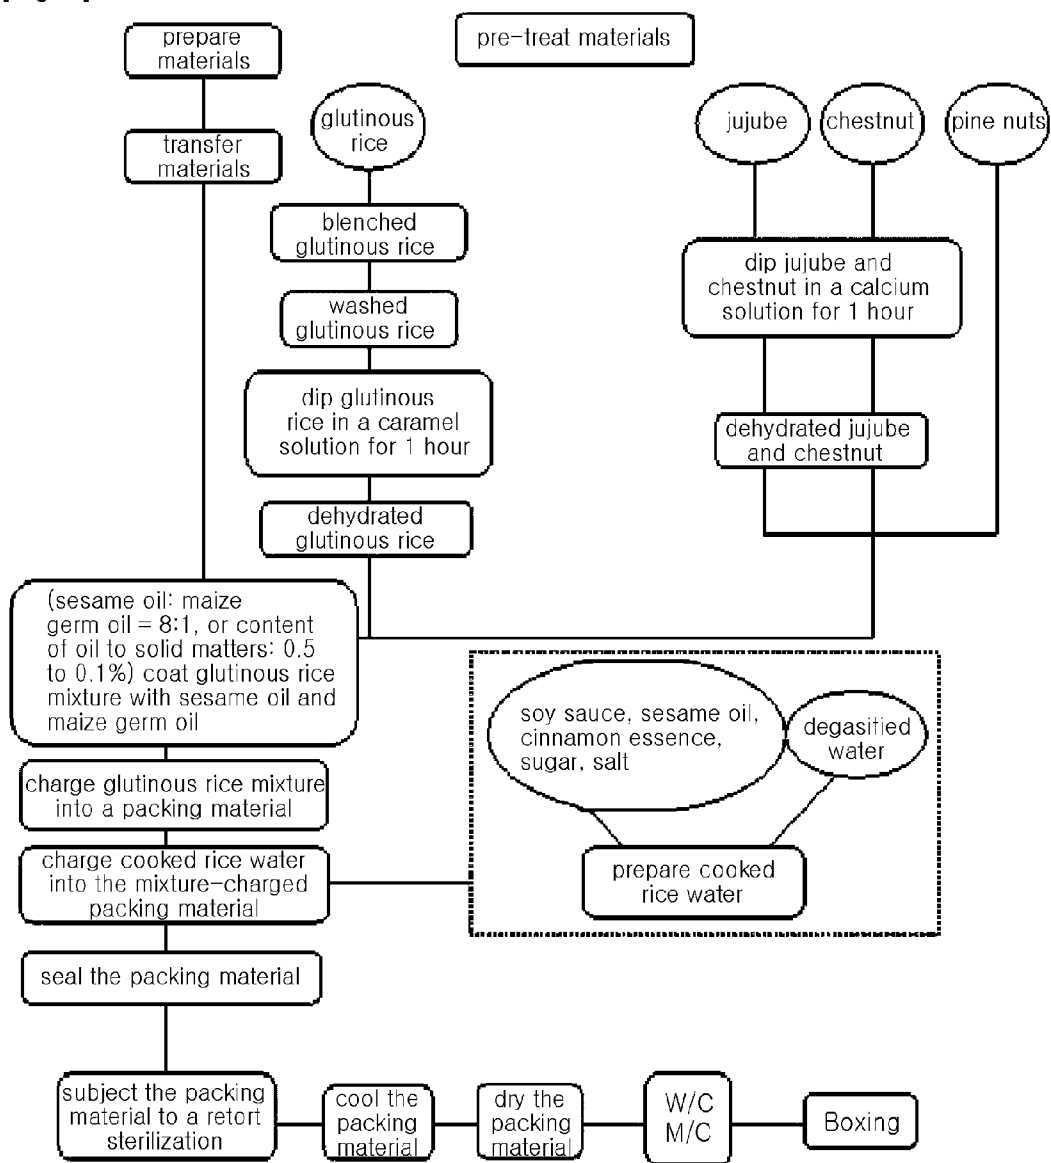 prepare
materials
pre-treat materials
transfer
materials
glutinous
rice
jujube
chestnut
pine nuts
blenched
glutinous rice
washed
glutinous rice
dip glutinous
rice in a caramel
solution for 1 hour
dehydrated
glutinous rice
dip jujube and
chestnut in a calcium
solution for 1 hour
dehydrated jujube
and chestnut
(sesame oil: maize
germ oil = 8:1, or content
of oil to solid matters: 0.5
to 0.1%) coat glutinous rice
mixture with sesame oil and
maize germ oil
soy sauce, sesame oil,
cinnamon essence,
sugar, salt
degasified
water
prepare cooked
rice water
charge glutinous rice mixture
into a packing material
charge cooked rice water
into the mixture-charged
packing material
seal the packing material
subject the packing
material to a retort
sterilization
cool the
packing
material
dry the
packing
material
W/C
M/C
Boxing